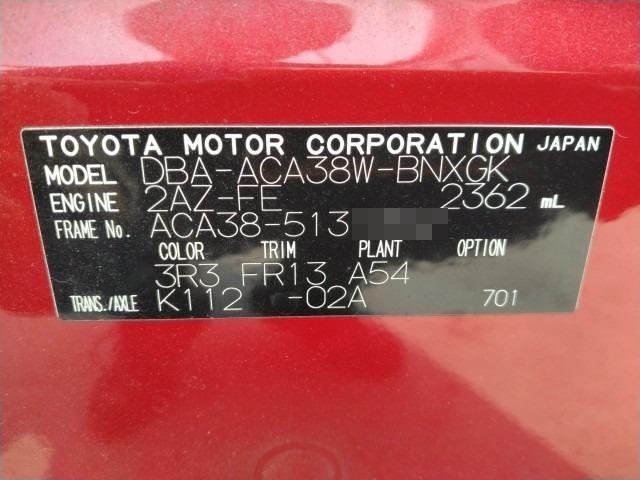 TOYOTA MOTOR CORPORATION JAPAN
MODEL DBA-ACA38W-BNXGK
ENGINE 2AZ-FE 2362 mL
FRAME No. ACA38-513
COLOR TRIM PLANT OPTION
3R3 FR13 A54
TRANS./AXLE K112 -02A 701